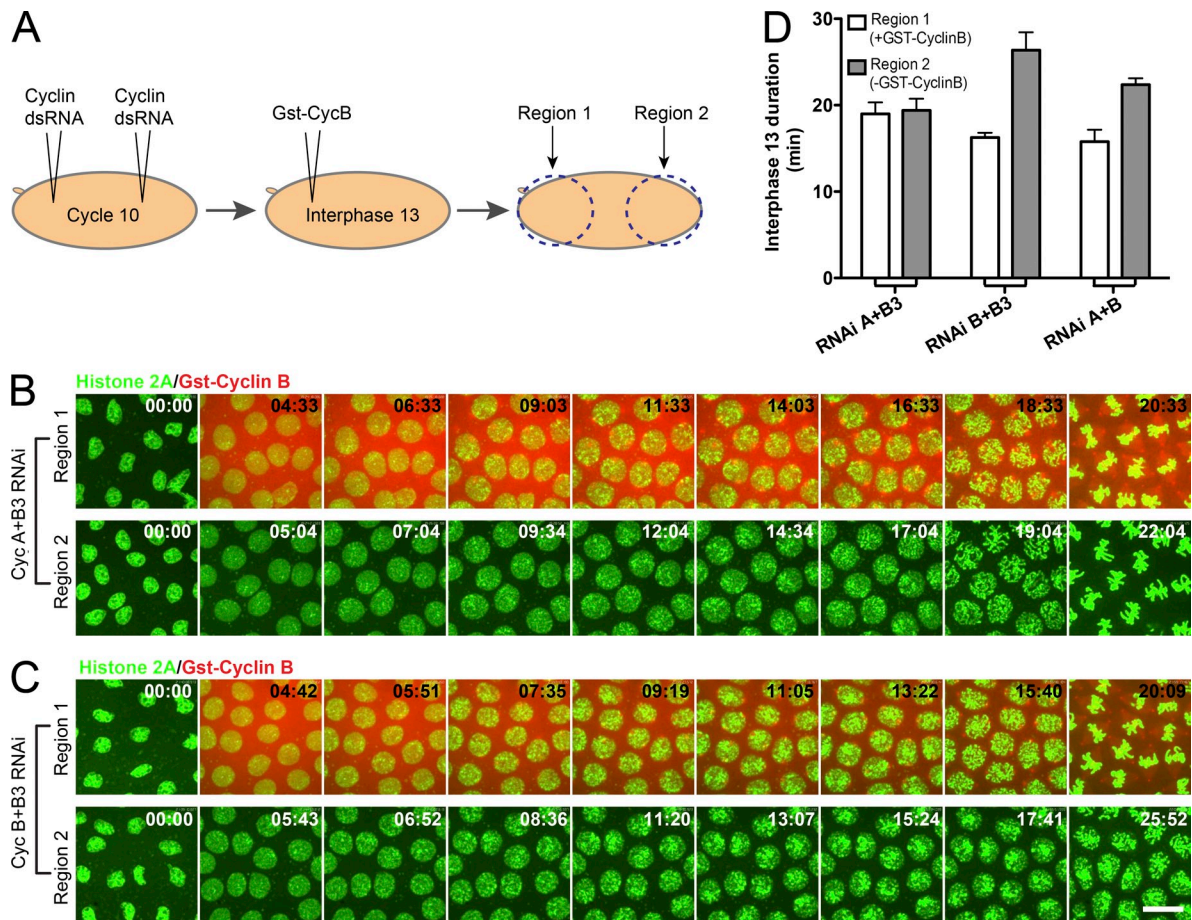 A
Cyclin
dsRNA
Cyclin
dsRNA
Cycle 10
Gst-CycB
Interphase 13
Region 1
Region 2
D
Interphase 13 duration
(min)
30
20
10
0
Region 1
(+GST-CyclinB)
Region 2
(-GST-CyclinB)
RNAi A+B3
RNAi B+B3
RNAi A+B
B
Histone 2A/Gst-Cyclin B
Cyc A+B3 RNAi
Region 1
00:00 04:33 06:33 09:03 11:33 14:03 16:33 18:33 20:33
Region 2
00:00 05:04 07:04 09:34 12:04 14:34 17:04 19:04 22:04
C
Histone 2A/Gst-Cyclin B
Cyc B+B3 RNAi
Region 1
00:00 04:42 05:51 07:35 09:19 11:05 13:22 15:40 20:09
Region 2
00:00 05:43 06:52 08:36 11:20 13:07 15:24 17:41 25:52